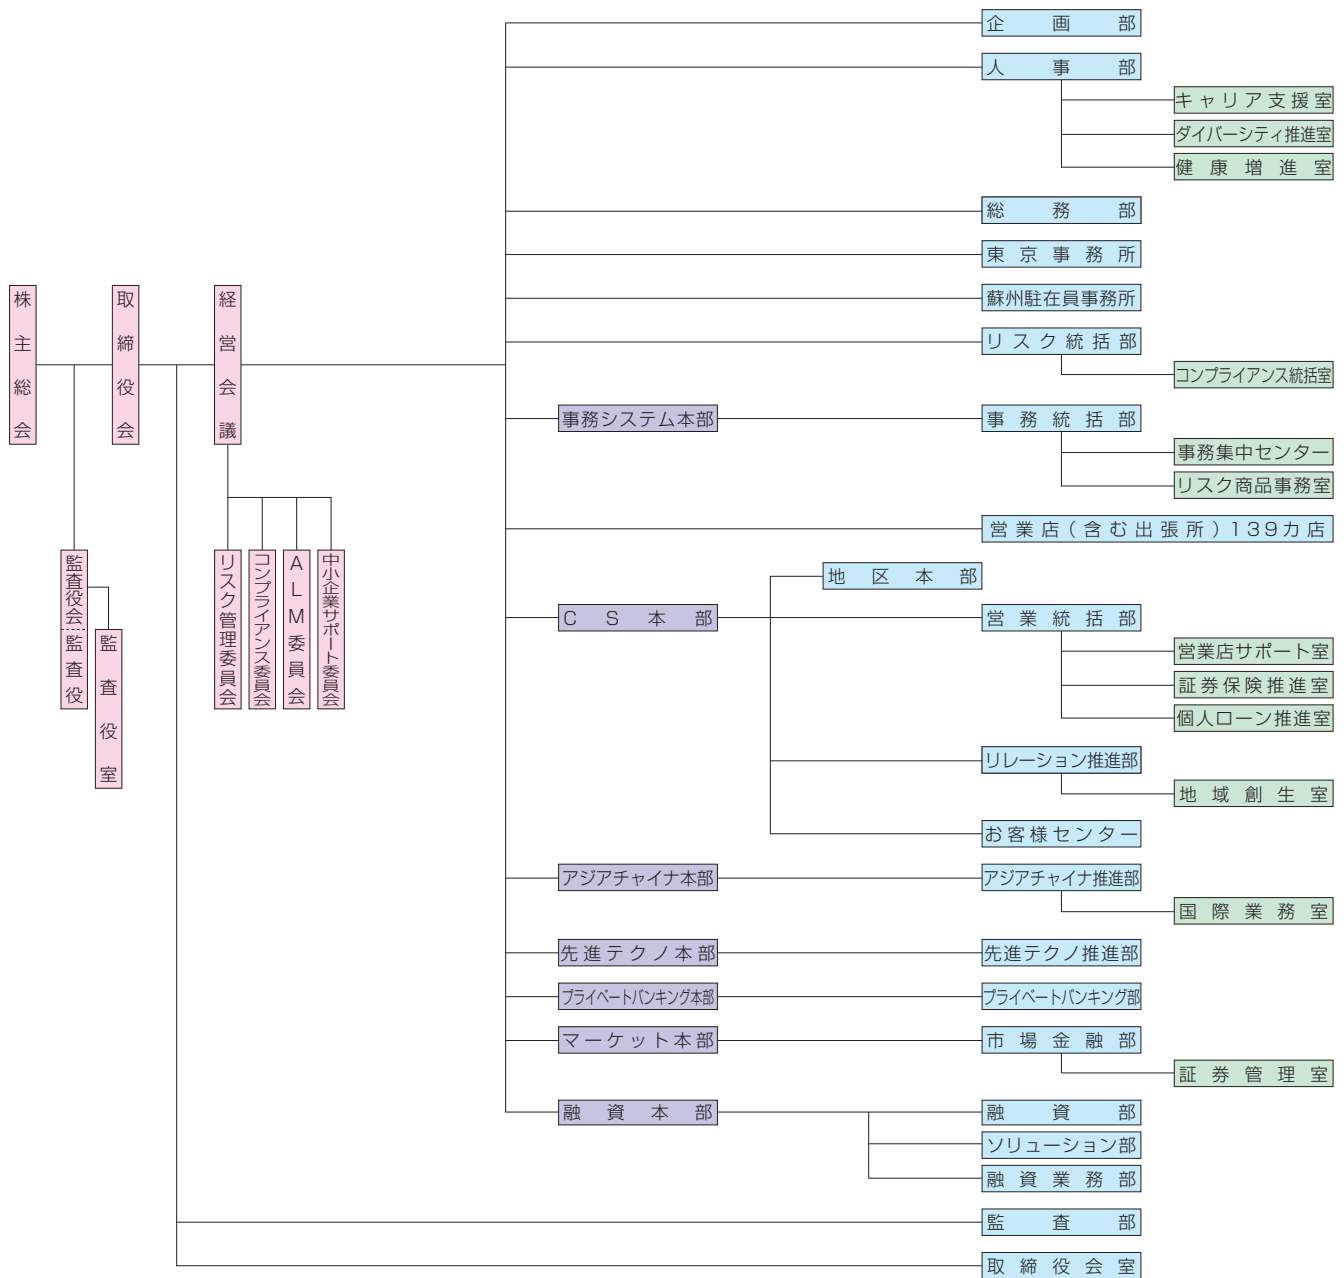 株主総会
取締役会
経営会議
監査役会
監査役
監査役室
リスク管理委員会
コンプライアンス委員会
ALM委員会
中小企業サポート委員会
企画部
人事部
キャリア支援室
ダイバーシティ推進室
健康増進室
総務部
東京事務所
蘇州駐在員事務所
リスク統括部
コンプライアンス統括室
事務システム本部
事務統括部
事務集中センター
リスク商品事務室
営業店(含む出張所)139カ店
地区本部
CS本部
営業統括部
営業店サポート室
証券保険推進室
個人ローン推進室
リレーション推進部
地域創生室
お客様センター
アジアチャイナ本部
アジアチャイナ推進部
国際業務室
先進テクノ本部
先進テクノ推進部
プライベートバンキング本部
プライベートバンキング部
マーケット本部
市場金融部
証券管理室
融資本部
融資部
ソリューション部
融資業務部
監査部
取締役会室